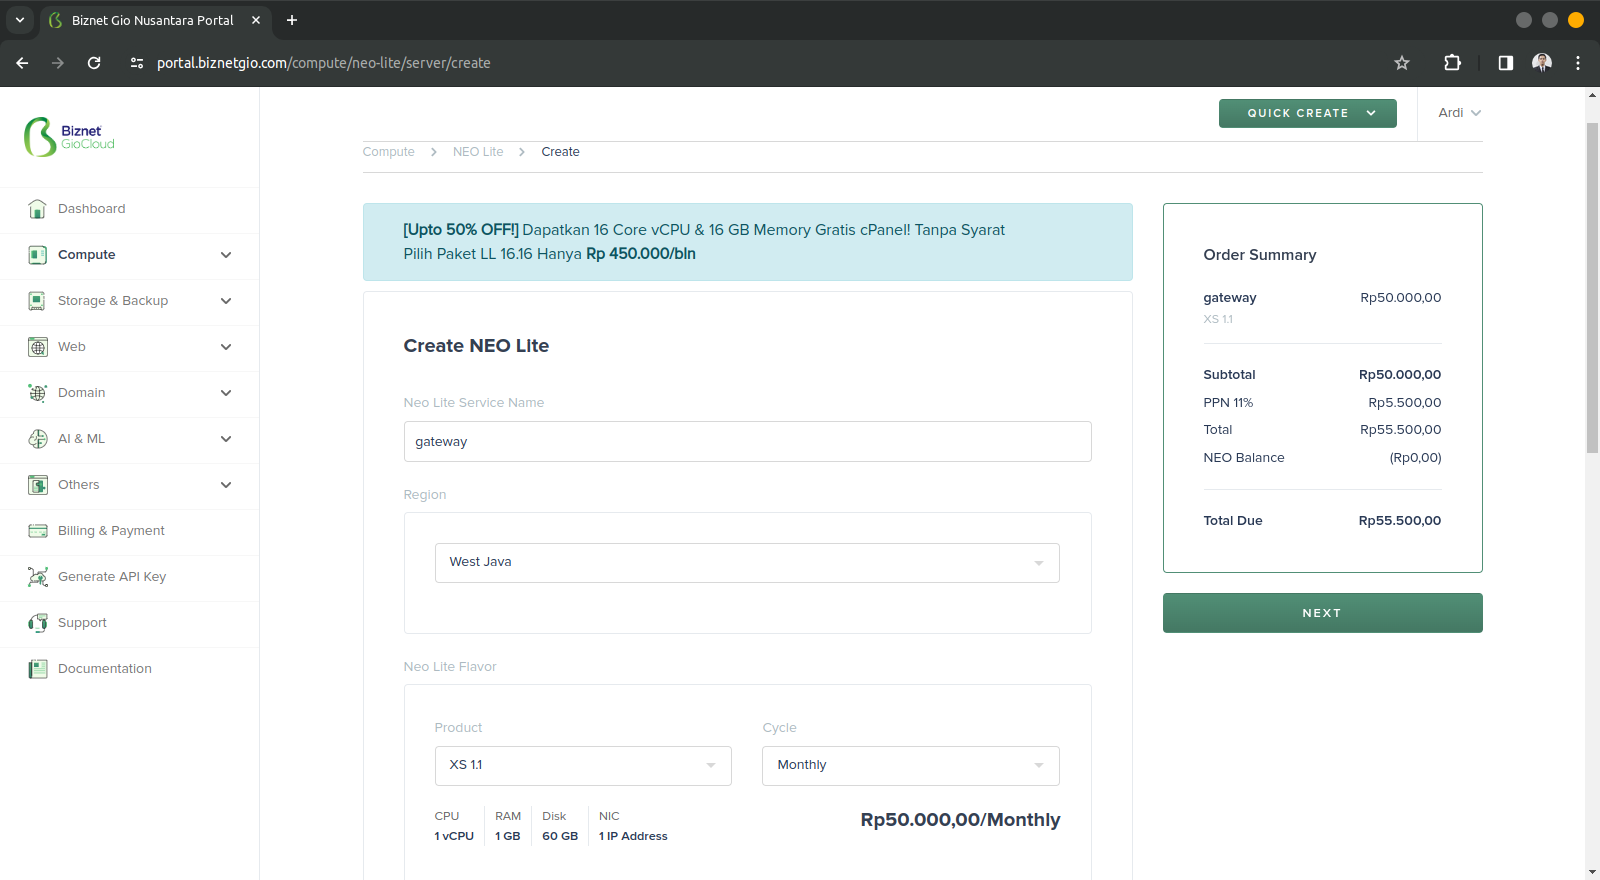 Biznet Gio Nusantara Portal
portal.biznetgio.com/compute/neo-lite/server/create
Biznet
GioCloud
QUICK CREATE
Ardi
Compute
NEO Lite
Create
Dashboard
Compute
Storage & Backup
Web
Domain
AI & ML
Others
Billing & Payment
Generate API Key
Support
Documentation
[Upto 50% OFF!] Dapatkan 16 Core vCPU & 16 GB Memory Gratis cPanel! Tanpa Syarat
Pilih Paket LL 16.16 Hanya Rp 450.000/bln
Create NEO Lite
Neo Lite Service Name
gateway
Region
West Java
Neo Lite Flavor
Product
Cycle
XS 1.1
Monthly
CPU
1 vCPU
RAM
1 GB
Disk
60 GB
NIC
1 IP Address
Rp50.000,00/Monthly
Order Summary
gateway Rp50.000,00
XS 1.1
Subtotal Rp50.000,00
PPN 11% Rp5.500,00
Total Rp55.500,00
NEO Balance (Rp0,00)
Total Due Rp55.500,00
NEXT